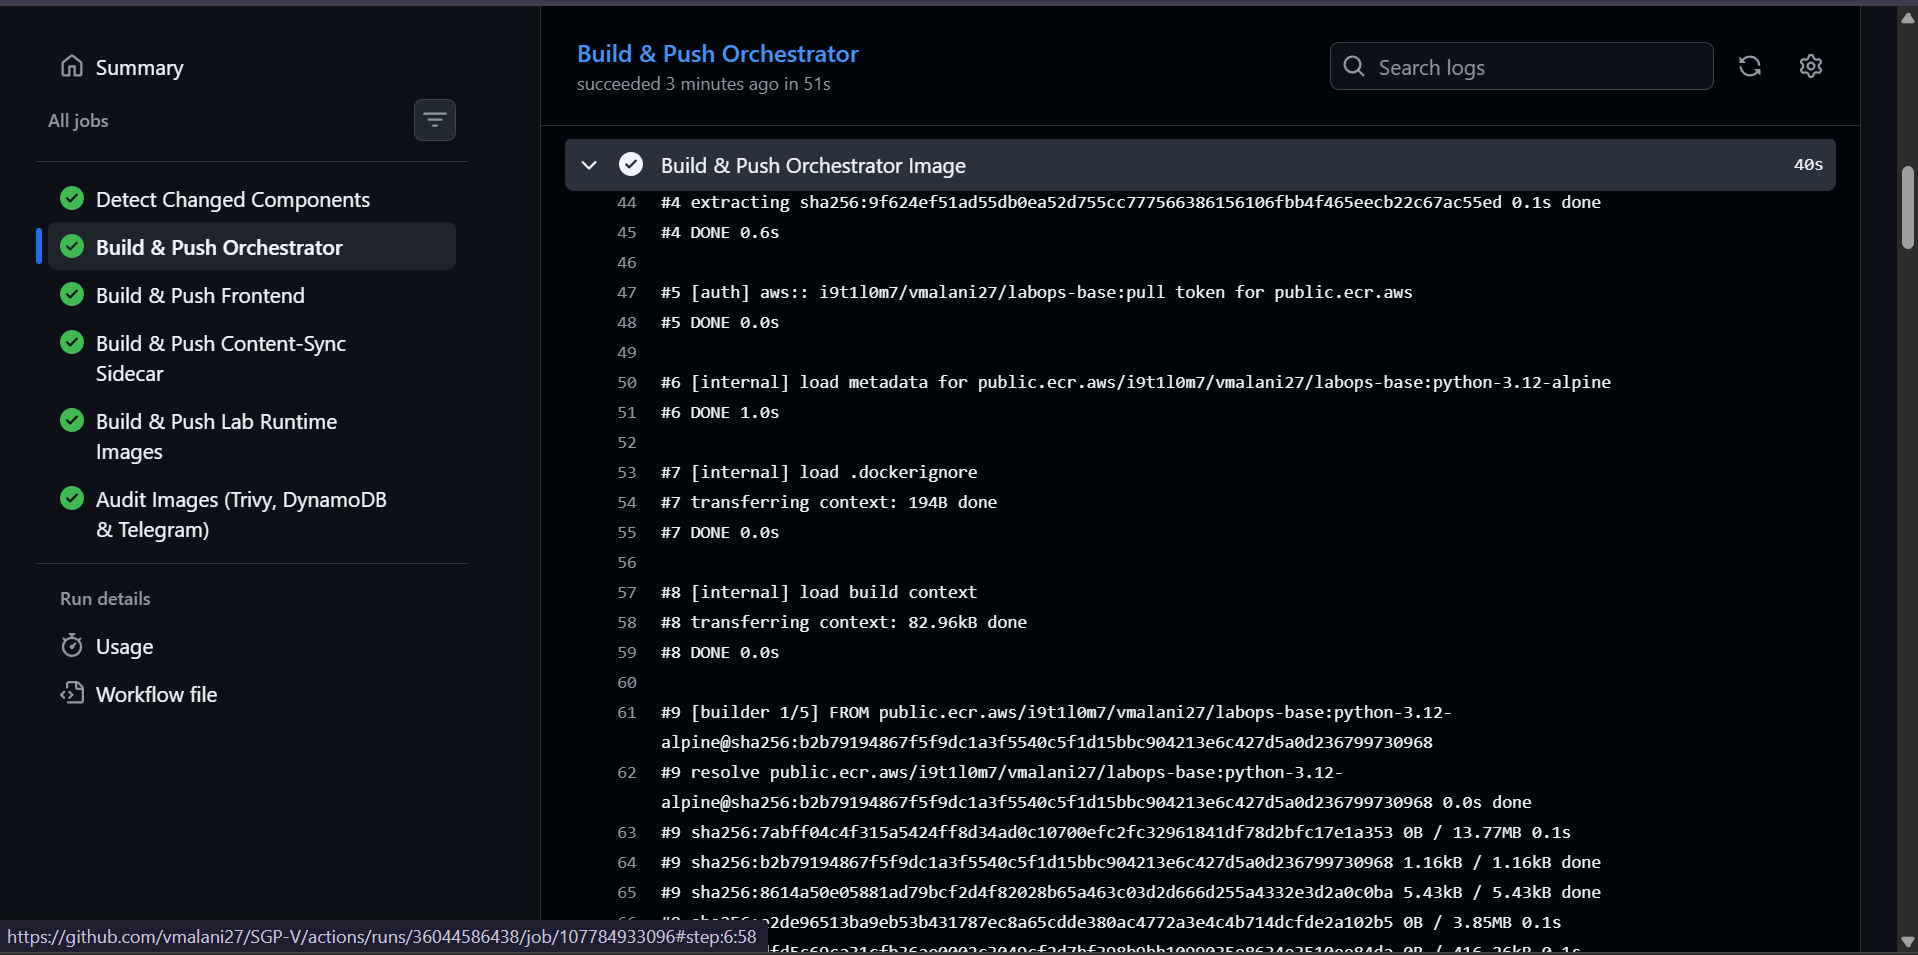 Summary
All jobs
Detect Changed Components
Build & Push Orchestrator
Build & Push Frontend
Build & Push Content-Sync
Sidecar
Build & Push Lab Runtime
Images
Audit Images (Trivy, DynamoDB
& Telegram)
Run details
Usage
Workflow file
Build & Push Orchestrator
succeeded 3 minutes ago in 51s
Search logs
Build & Push Orchestrator Image
40s
44 #4 extracting sha256:9f624ef51ad55db0ea52d755cc777566386156106fbb4f465eecb22c67ac55ed 0.1s done
45 #4 DONE 0.6s
46
47 #5 [auth] aws:: i9t1l0m7/vmalani27/labops-base:pull token for public.ecr.aws
48 #5 DONE 0.0s
49
50 #6 [internal] load metadata for public.ecr.aws/i9t1l0m7/vmalani27/labops-base:python-3.12-alpine
51 #6 DONE 1.0s
52
53 #7 [internal] load .dockerignore
54 #7 transferring context: 194B done
55 #7 DONE 0.0s
56
57 #8 [internal] load build context
58 #8 transferring context: 82.96kB done
59 #8 DONE 0.0s
60
61 #9 [builder 1/5] FROM public.ecr.aws/i9t1l0m7/vmalani27/labops-base:python-3.12-
alpine@sha256:b2b79194867f5f9dc1a3f5540c5f1d15bbc904213e6c427d5a0d236799730968
62 #9 resolve public.ecr.aws/i9t1l0m7/vmalani27/labops-base:python-3.12-
alpine@sha256:b2b79194867f5f9dc1a3f5540c5f1d15bbc904213e6c427d5a0d236799730968 0.0s done
63 #9 sha256:7abff04c4f315a5424ff8d34ad0c10700efc2fc32961841df78d2bfc17e1a353 0B / 13.77MB 0.1s
64 #9 sha256:b2b79194867f5f9dc1a3f5540c5f1d15bbc904213e6c427d5a0d236799730968 1.16kB / 1.16kB done
65 #9 sha256:8614a50e05881ad79bcf2d4f82028b65a463c03d2d666d255a4332e3d2a0c0ba 5.43kB / 5.43kB done
0B / 3.85MB 0.1s
https://github.com/vmalani27/SGP-V/actions/runs/36044586438/job/107784933096#step:6:58